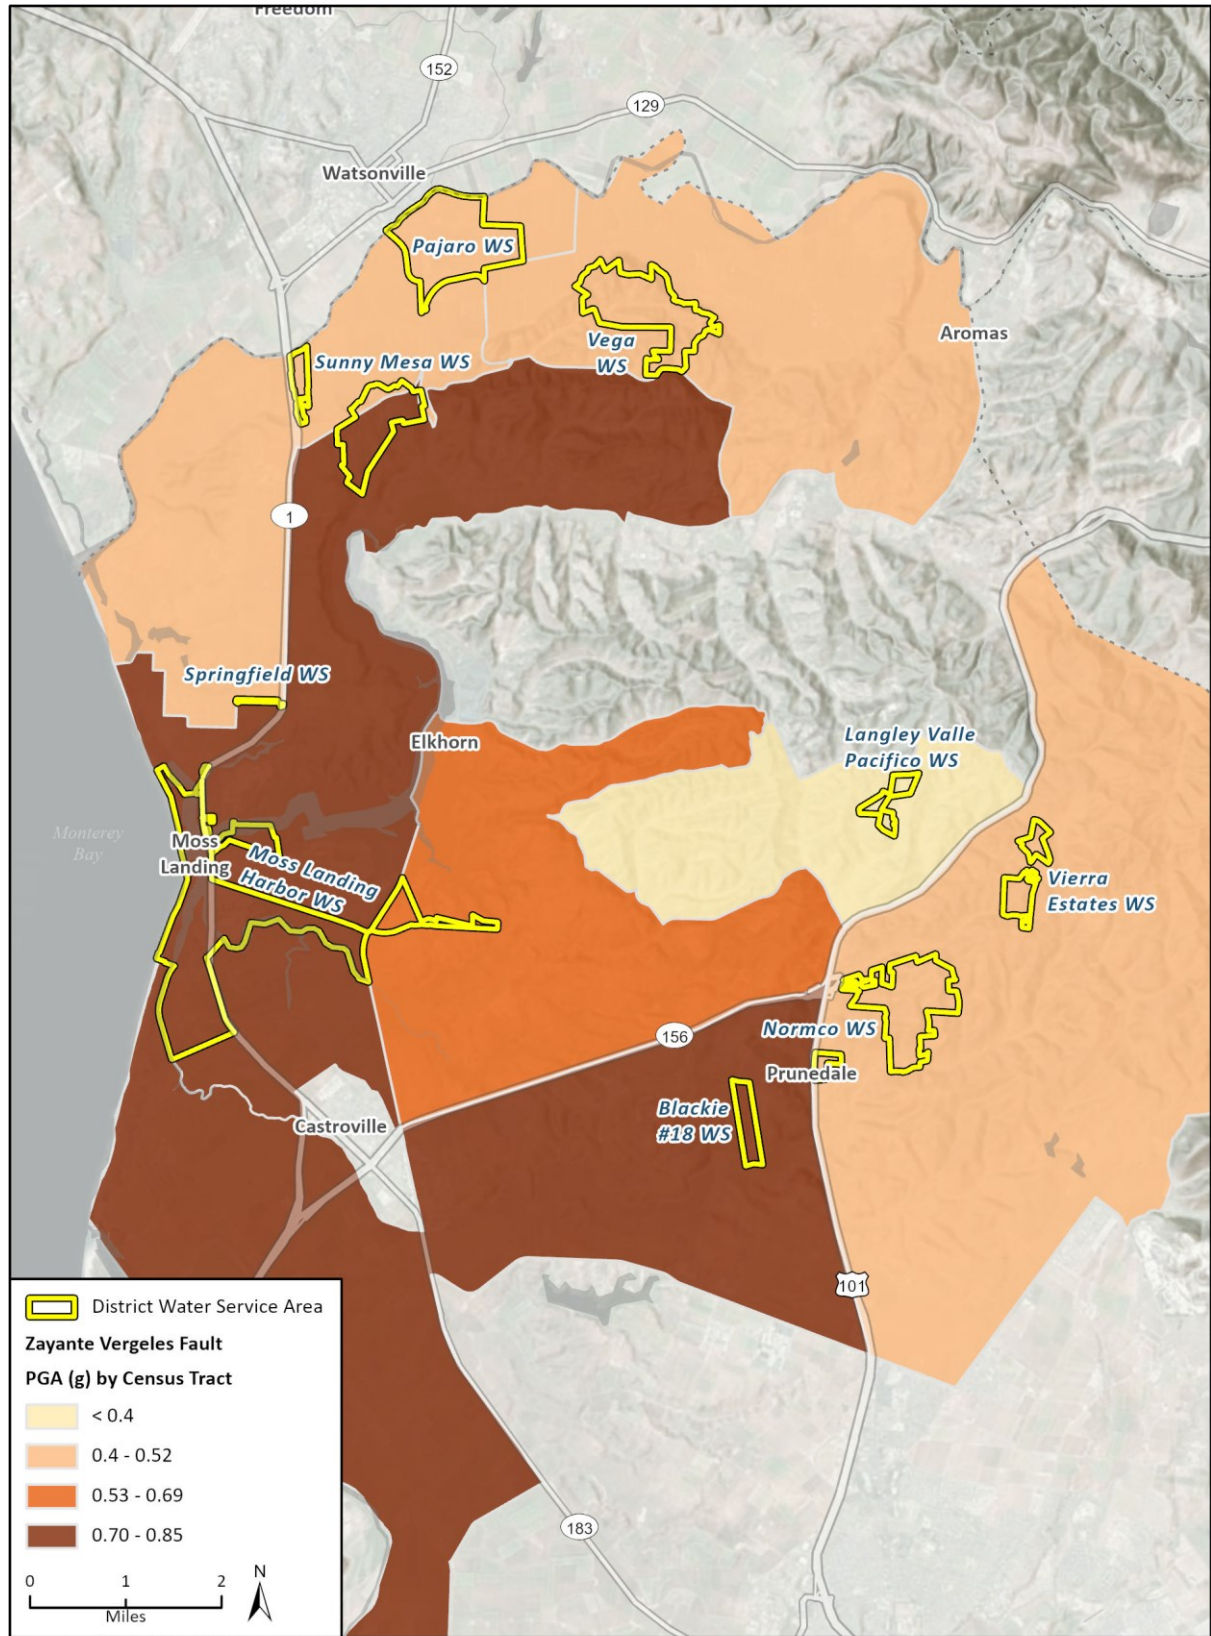 Freedom
152
129
Watsonville
Pajaro WS
Aromas
Vega
WS
Sunny Mesa WS
1
Springfield WS
Elkhorn
Langley Valle
Pacifico WS
Monterey
Bay
Moss
Landing
Moss Landing
Harbor WS
Vierra
Estates WS
156
Normco WS
Prunedale
Blackie
#18 WS
Castroville
101
183
District Water Service Area
Zayante Vergeles Fault
PGA (g) by Census Tract
< 0.4
0.4 - 0.52
0.53 - 0.69
0.70 - 0.85
0 1 2
Miles
N